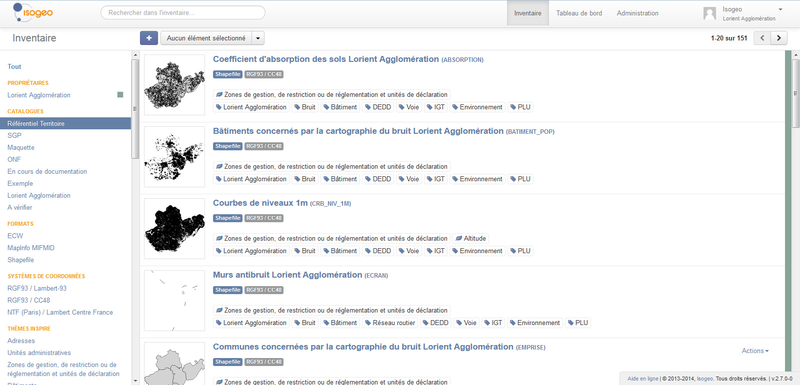 isogeo
Rechercher dans l'inventaire...
Inventaire
Tableau de bord
Administration
Isogeo
Lorient Agglomération
Inventaire
Aucun élément sélectionné
1-20 sur 151
Tout
PROPRIÉTAIRES
Lorient Agglomération
CATALOGUES
Référentiel Territoire
SGP
Maquette
ONF
En cours de documentation
Exemple
Lorient Agglomération
A vérifier
FORMATS
ECW
MapInfo MIF/MID
Shapefile
SYSTÈMES DE COORDONNÉES
RGF93 / Lambert-93
RGF93 / CC48
NTF (Paris) / Lambert Centre France
THÈMES INSPIRE
Adresses
Unités administratives
Zones de gestion, de restriction ou de
réglementation et unités de déclaration
Bâtiments
Coefficient d'absorption des sols Lorient Agglomération (ABSORPTION)
Shapefile RGF93 / CC48
Zones de gestion, de restriction ou de réglementation et unités de déclaration
Lorient Agglomération Bruit Bâtiment DEDD Voie IGT Environnement PLU
Bâtiments concernés par la cartographie du bruit Lorient Agglomération (BATIMENT_POP)
Shapefile RGF93 / CC48
Zones de gestion, de restriction ou de réglementation et unités de déclaration
Lorient Agglomération Bruit Bâtiment DEDD Voie IGT Environnement PLU
Courbes de niveaux 1m (CRB_NIV_1M)
Shapefile RGF93 / CC48
Zones de gestion, de restriction ou de réglementation et unités de déclaration Altitude
Lorient Agglomération Bruit Bâtiment DEDD Voie IGT Environnement PLU
Murs antibruit Lorient Agglomération (ECRAN)
Shapefile RGF93 / CC48
Zones de gestion, de restriction ou de réglementation et unités de déclaration
Lorient Agglomération Bruit Bâtiment Réseau routier DEDD Voie IGT Environnement PLU
Communes concernées par la cartographie du bruit Lorient Agglomération (EMPRISE)
Actions
Shapefile RGF93 / CC48
Zones de gestion, de restriction ou de réglementation et unités de déclaration
Aide en ligne | © 2013-2014, Isogeo. Tous droits réservés. | v.2.7.0-0